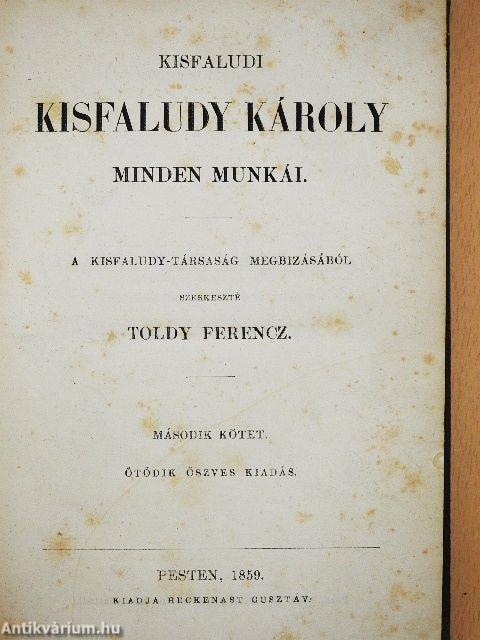 KISFALUDI
KISFALUDY KÁROLY
MINDEN MUNKÁI.
A KISFALUDY-TÁRSASÁG MEGBIZÁSÁBÓL
SZERKESZTÉ
TOLDY FERENCZ.
MÁSODIK KÖTET.
ÖTÖDIK ÖSZVES KIADÁS.
PESTEN, 1859.
KIADJA HECKENAST GUSZTÁV.
Antikvárium.hu